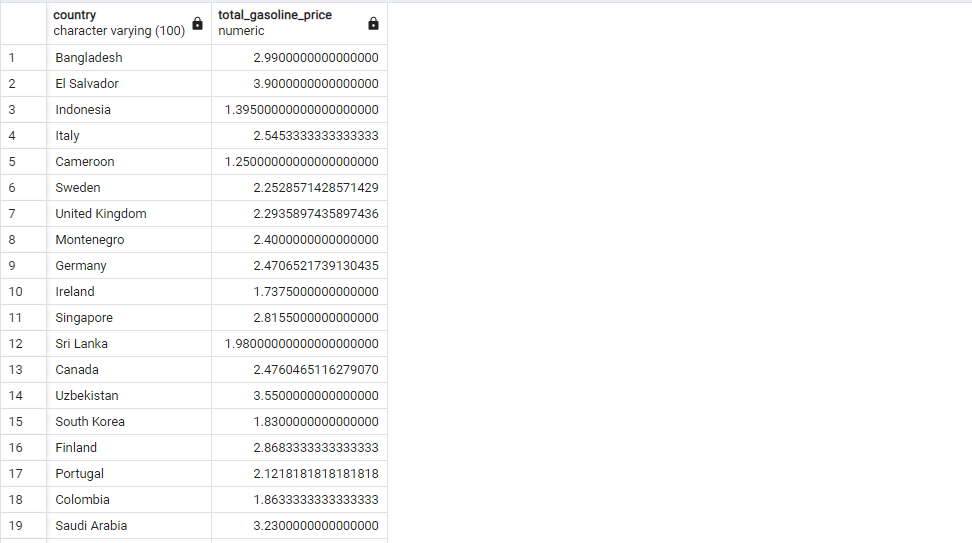 country total_gasoline_price
character varying (100) numeric
1 Bangladesh 2.9900000000000000
2 El Salvador 3.9000000000000000
3 Indonesia 1.39500000000000000000
4 Italy 2.5453333333333333
5 Cameroon 1.25000000000000000000
6 Sweden 2.2528571428571429
7 United Kingdom 2.2935897435897436
8 Montenegro 2.4000000000000000
9 Germany 2.4706521739130435
10 Ireland 1.7375000000000000
11 Singapore 2.8155000000000000
12 Sri Lanka 1.98000000000000000000
13 Canada 2.4760465116279070
14 Uzbekistan 3.5500000000000000
15 South Korea 1.8300000000000000
16 Finland 2.8683333333333333
17 Portugal 2.1218181818181818
18 Colombia 1.8633333333333333
19 Saudi Arabia 3.2300000000000000